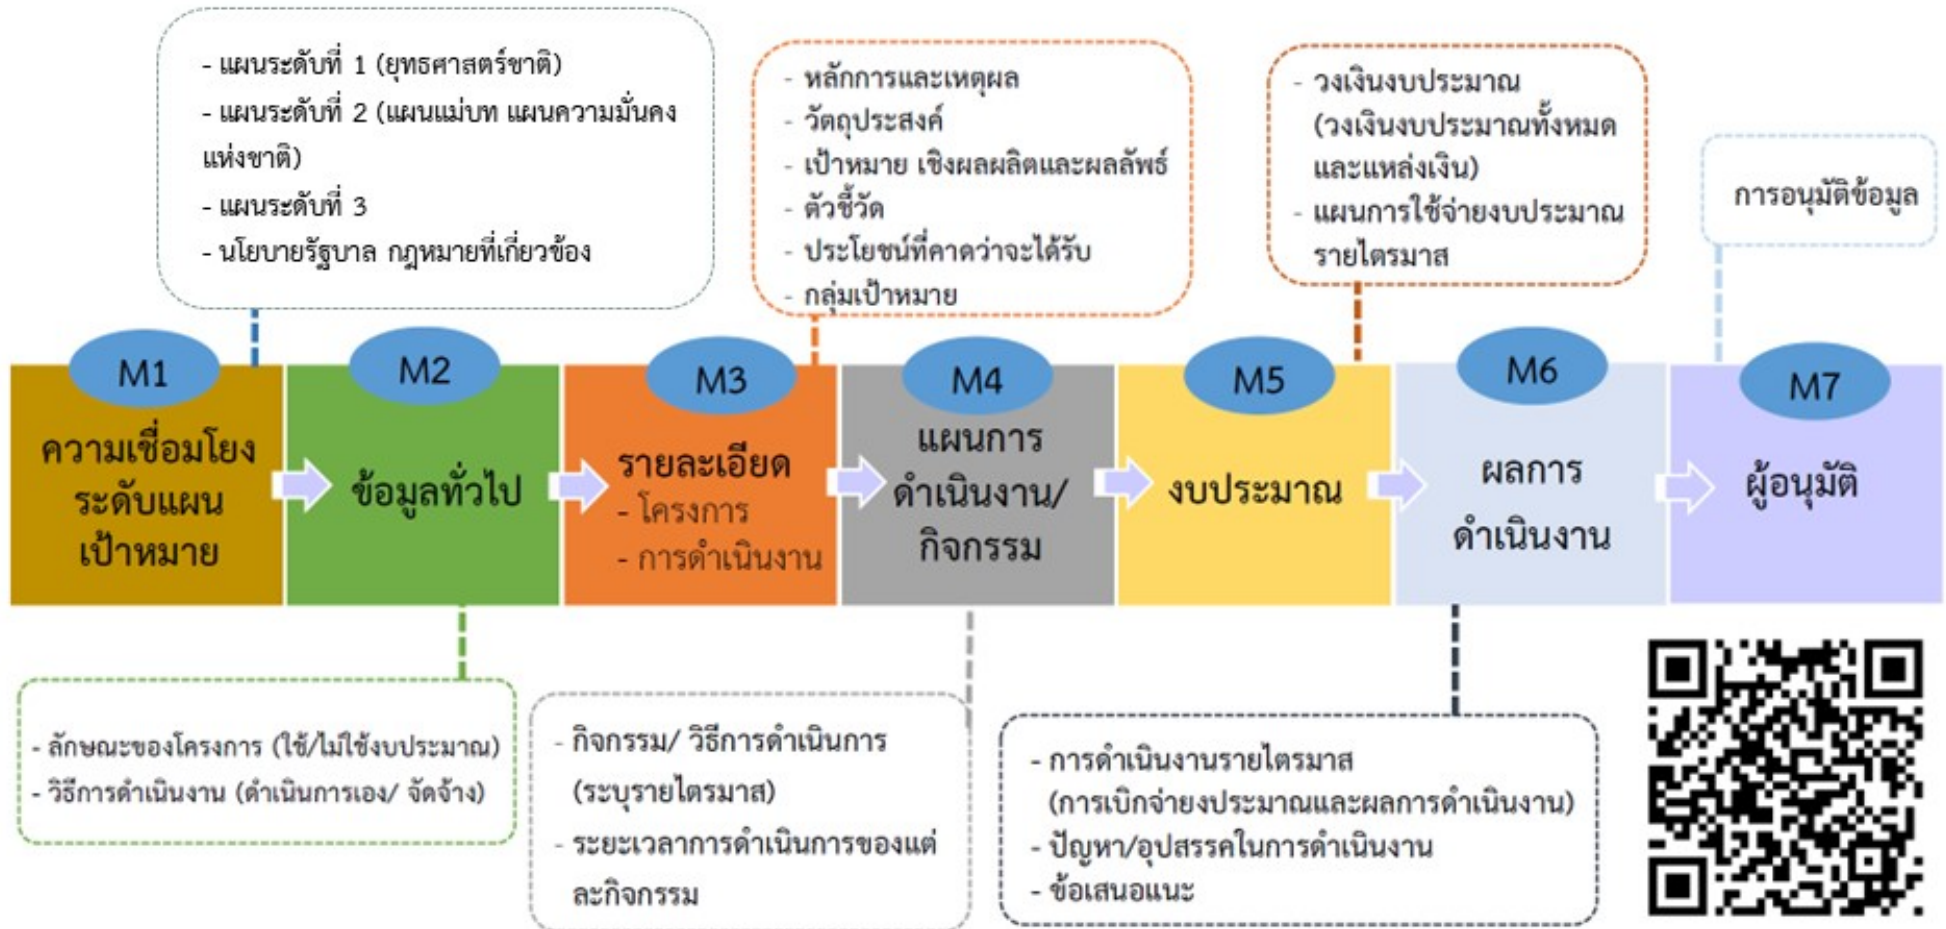 - แผนระดับที่ 1 (ยุทธศาสตร์ชาติ)
- แผนระดับที่ 2 (แผนแม่บท แผนความมั่นคง
แห่งชาติ)
- แผนระดับที่ 3
- นโยบายรัฐบาล กฎหมายที่เกี่ยวข้อง
- หลักการและเหตุผล
- วัตถุประสงค์
- เป้าหมาย เชิงผลผลิตและผลลัพธ์
- ตัวชี้วัด
- ประโยชน์ที่คาดว่าจะได้รับ
- กลุ่มเป้าหมาย
- วงเงินงบประมาณ
(วงเงินงบประมาณทั้งหมด
และแหล่งเงิน)
- แผนการใช้จ่ายงบประมาณ
รายไตรมาส
การอนุมัติข้อมูล
M1
ความเชื่อมโยง
ระดับแผน
เป้าหมาย
M2
ข้อมูลทั่วไป
M3
รายละเอียด
- โครงการ
- การดำเนินงาน
M4
แผนการ
ดำเนินงาน/
กิจกรรม
M5
งบประมาณ
M6
ผลการ
ดำเนินงาน
M7
ผู้อนุมัติ
- ลักษณะของโครงการ (ใช้/ไม่ใช้งบประมาณ)
- วิธีการดำเนินงาน (ดำเนินการเอง/ จัดจ้าง)
- กิจกรรม/ วิธีการดำเนินการ
(ระบุรายไตรมาส)
- ระยะเวลาการดำเนินการของแต่
ละกิจกรรม
- การดำเนินงานรายไตรมาส
(การเบิกจ่ายงประมาณและผลการดำเนินงาน)
- ปัญหา/อุปสรรคในการดำเนินงาน
- ข้อเสนอแนะ